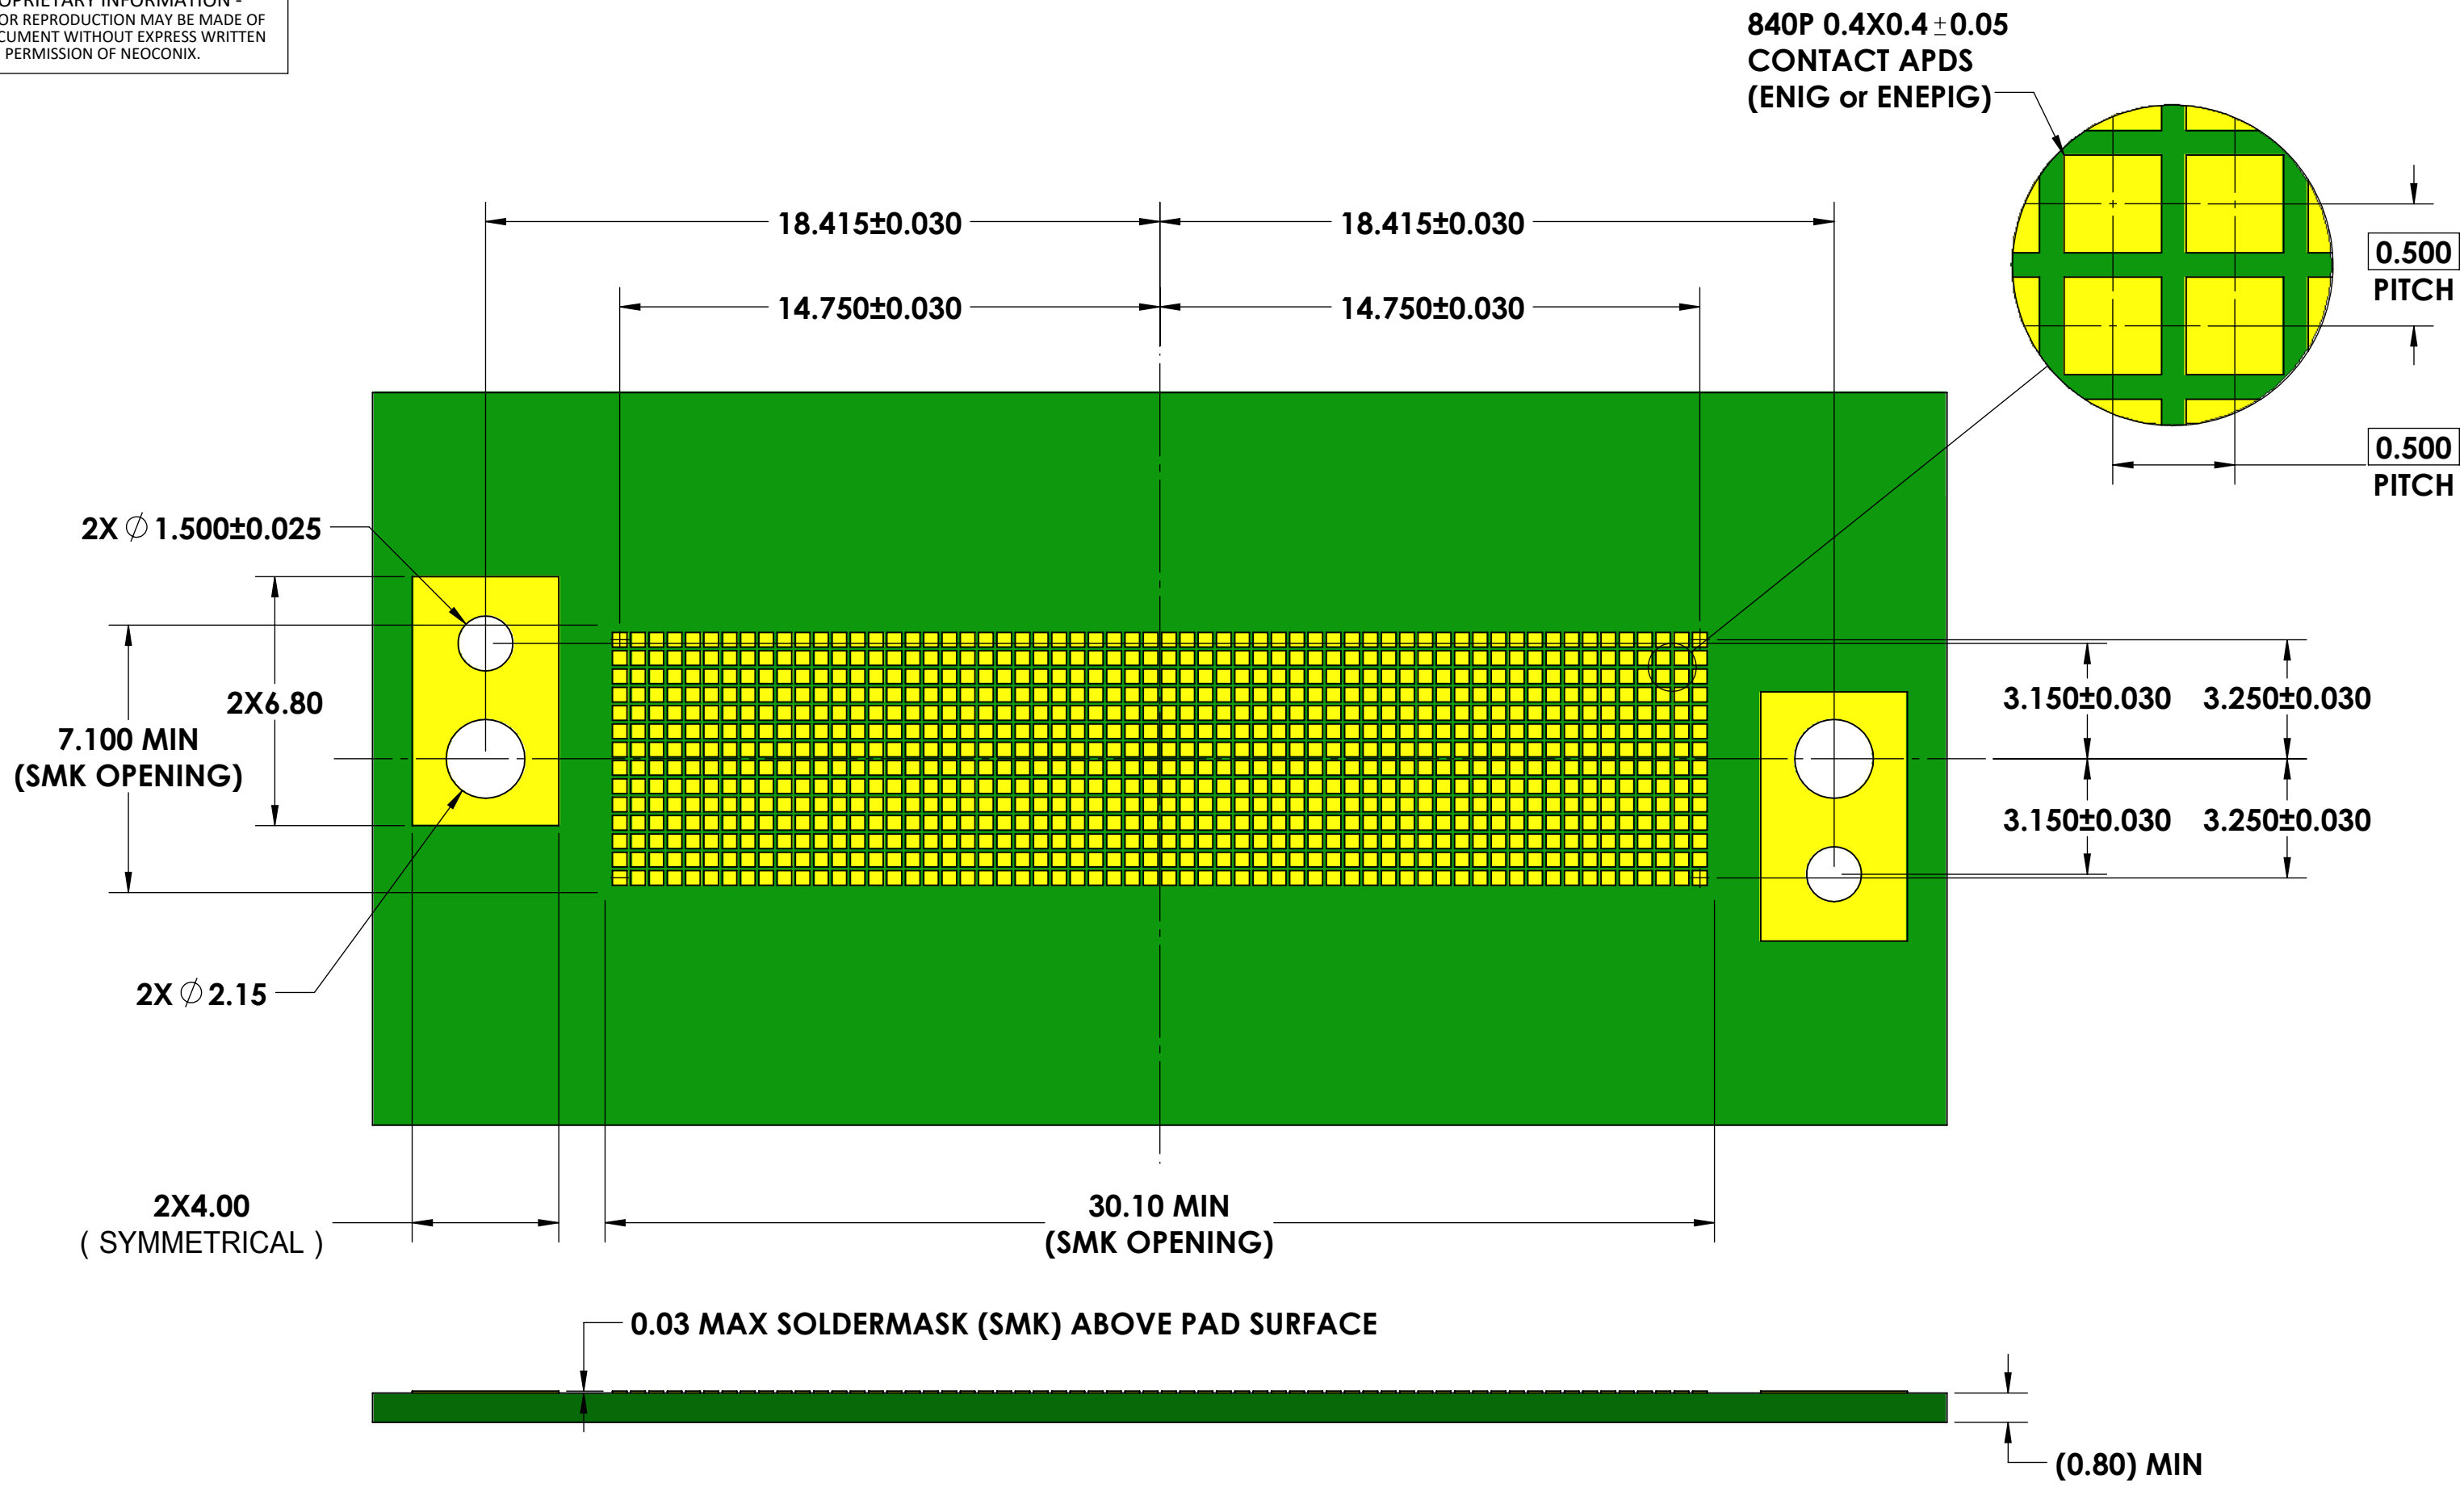 OR REPRODUCTION MAY BE MADE OF
WITHOUT EXPRESS WRITTEN
PERMISSION OF NEOCONIX.
840P 0.4X0.4 ±0.05
CONTACT APDS
(ENIG or ENEPIG)
0.500
PITCH
0.500
PITCH
18.415±0.030
18.415±0.030
14.750±0.030
14.750±0.030
2X ∅ 1.500±0.025
2X6.80
7.100 MIN
(SMK OPENING)
3.150±0.030
3.250±0.030
3.150±0.030
3.250±0.030
2X ∅ 2.15
2X4.00
( SYMMETRICAL )
30.10 MIN
(SMK OPENING)
0.03 MAX SOLDERMASK (SMK) ABOVE PAD SURFACE
(0.80) MIN